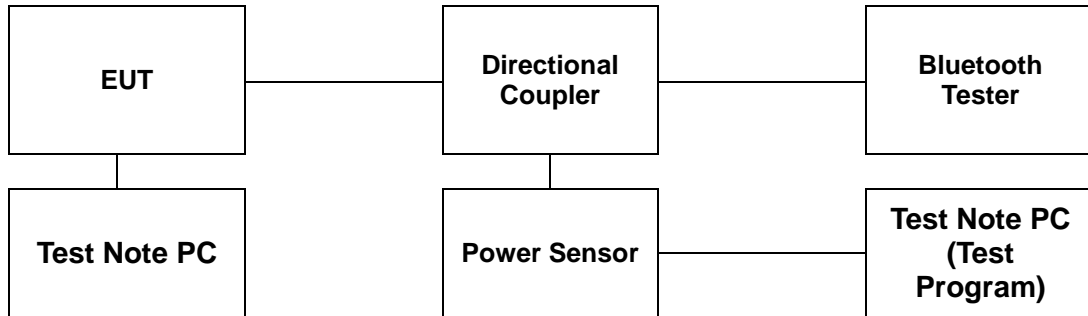 EUT
Directional
Coupler
Bluetooth
Tester
Test Note PC
Power Sensor
Test Note PC
(Test
Program)